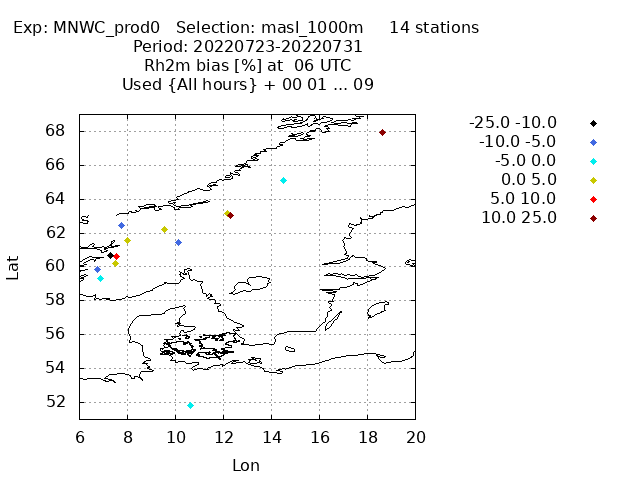 Exp: MNWC_prod0   Selection: masl_1000m     14 stations
Period: 20220723-20220731
Rh2m bias [%] at  06 UTC
Used {All hours} + 00 01 ... 09
-25.0 -10.0
-10.0 -5.0
-5.0 0.0
0.0 5.0
5.0 10.0
10.0 25.0
68
66
64
62
60
58
56
54
52
Lat
6 8 10 12 14 16 18 20
Lon